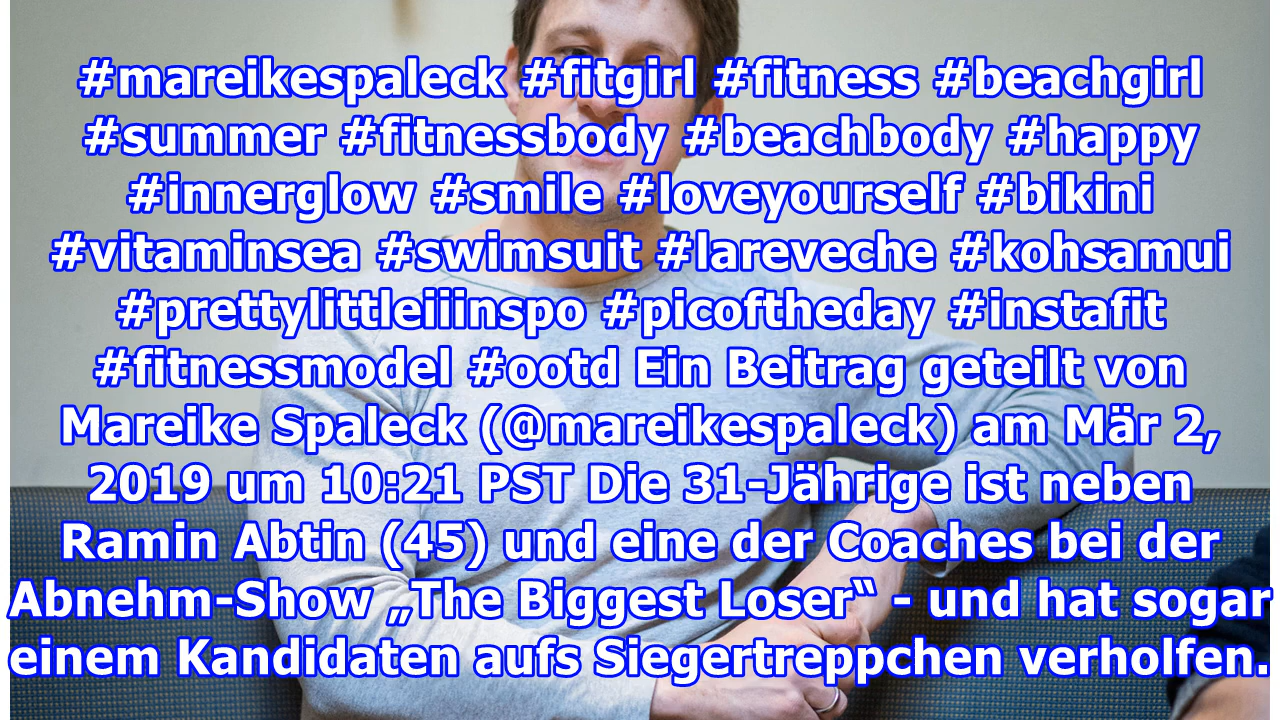 #mareikespaleck #fitgirl #fitness #beachgirl
#summer #fitnessbody #beachbody #happy
#innerglow #smile #loveyourself #bikini
#vitaminsea #swimsuit #lareveche #kohsamui
#prettylittleiiinspo #picoftheday #instafit
#fitnessmodel #ootd Ein Beitrag geteilt von
Mareike Spaleck (@mareikespaleck) am Mär 2,
2019 um 10:21 PST Die 31-Jährige ist neben
Ramin Abtin (45) und eine der Coaches bei der
Abnehm-Show „The Biggest Loser“ - und hat sogar
einem Kandidaten aufs Siegertreppchen verholfen.